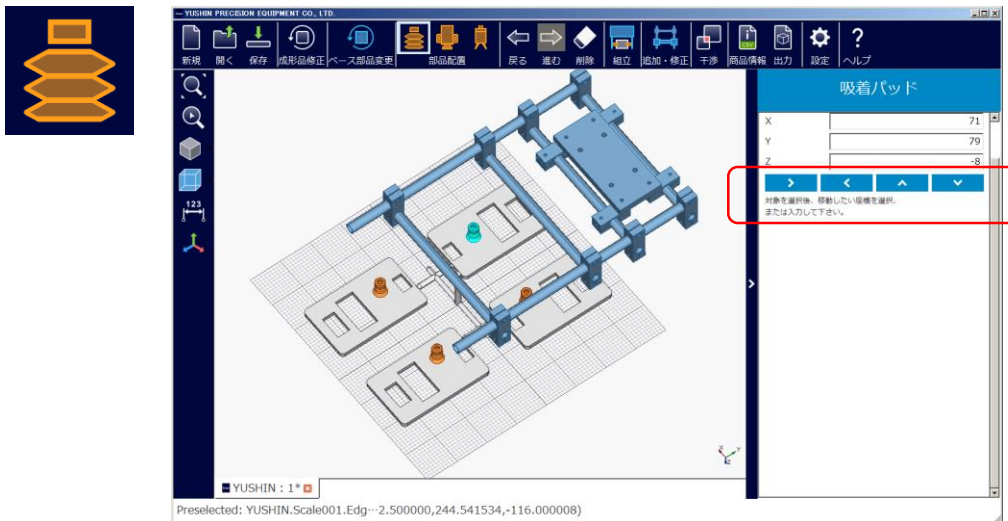 YUSHIN PRECISION EQUIPMENT CO., LTD.
新規 開く 保存 成形品修正 ベース部品変更 部品配置 戻る 進む 削除 組立 追加・修正 干渉 商品情報 出力 設定 ヘルプ
CSV
?
123
吸着パッド
X 71
Y 79
Z -8
対象を選択後、移動したい座標を選択、
または入力して下さい。
X Y Z
YUSHIN : 1*
Preselected: YUSHIN.Scale001.Edg…2.500000,244.541534,-116.000008)